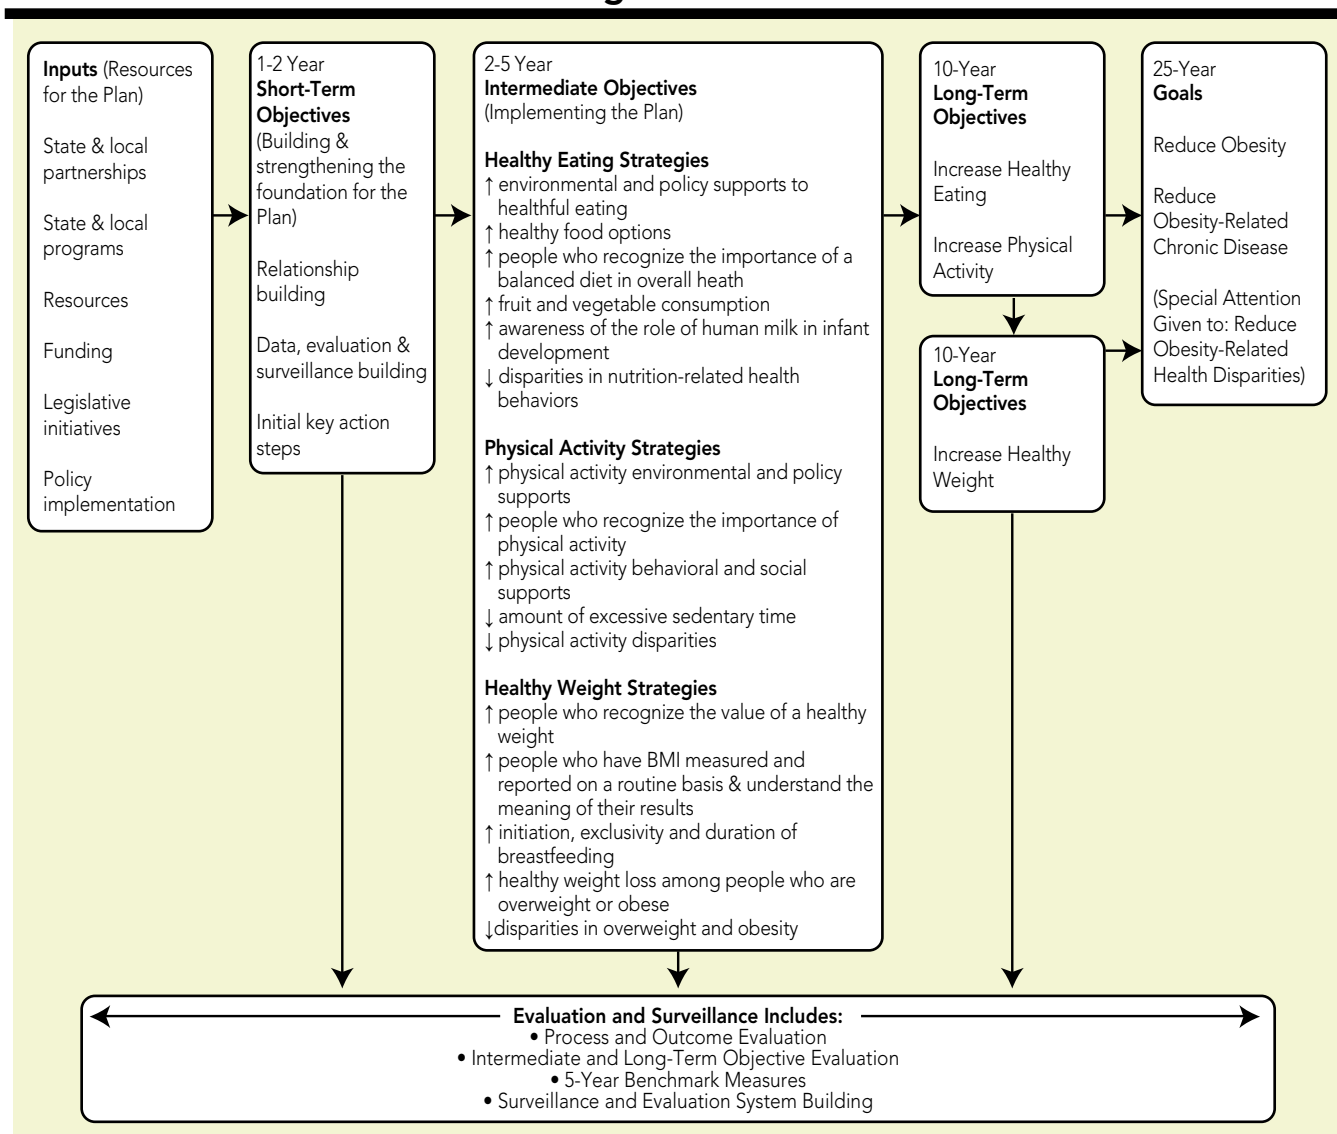 Inputs (Resources
for the Plan)
State & local
partnerships
State & local
programs
Resources
Funding
Legislative
initiatives
Policy
implementation
1-2 Year
Short-Term
Objectives
(Building &
strengthening the
foundation for the
Plan)
Relationship
building
Data, evaluation &
surveillance building
Initial key action
steps
2-5 Year
Intermediate Objectives
(Implementing the Plan)
Healthy Eating Strategies
↑ environmental and policy supports to
healthful eating
↑ healthy food options
↑ people who recognize the importance of a
balanced diet in overall heath
↑ fruit and vegetable consumption
↑ awareness of the role of human milk in infant
development
↓ disparities in nutrition-related health
behaviors
Physical Activity Strategies
↑ physical activity environmental and policy
supports
↑ people who recognize the importance of
physical activity
↑ physical activity behavioral and social
supports
↓ amount of excessive sedentary time
↓ physical activity disparities
Healthy Weight Strategies
↑ people who recognize the value of a healthy
weight
↑ people who have BMI measured and
reported on a routine basis & understand the
meaning of their results
↑ initiation, exclusivity and duration of
breastfeeding
↑ healthy weight loss among people who are
overweight or obese
↓disparities in overweight and obesity
10-Year
Long-Term
Objectives
Increase Healthy
Eating
Increase Physical
Activity
10-Year
Long-Term
Objectives
Increase Healthy
Weight
25-Year
Goals
Reduce Obesity
Reduce
Obesity-Related
Chronic Disease
(Special Attention
Given to: Reduce
Obesity-Related
Health Disparities)
Evaluation and Surveillance Includes:
• Process and Outcome Evaluation
• Intermediate and Long-Term Objective Evaluation
• 5-Year Benchmark Measures
• Surveillance and Evaluation System Building